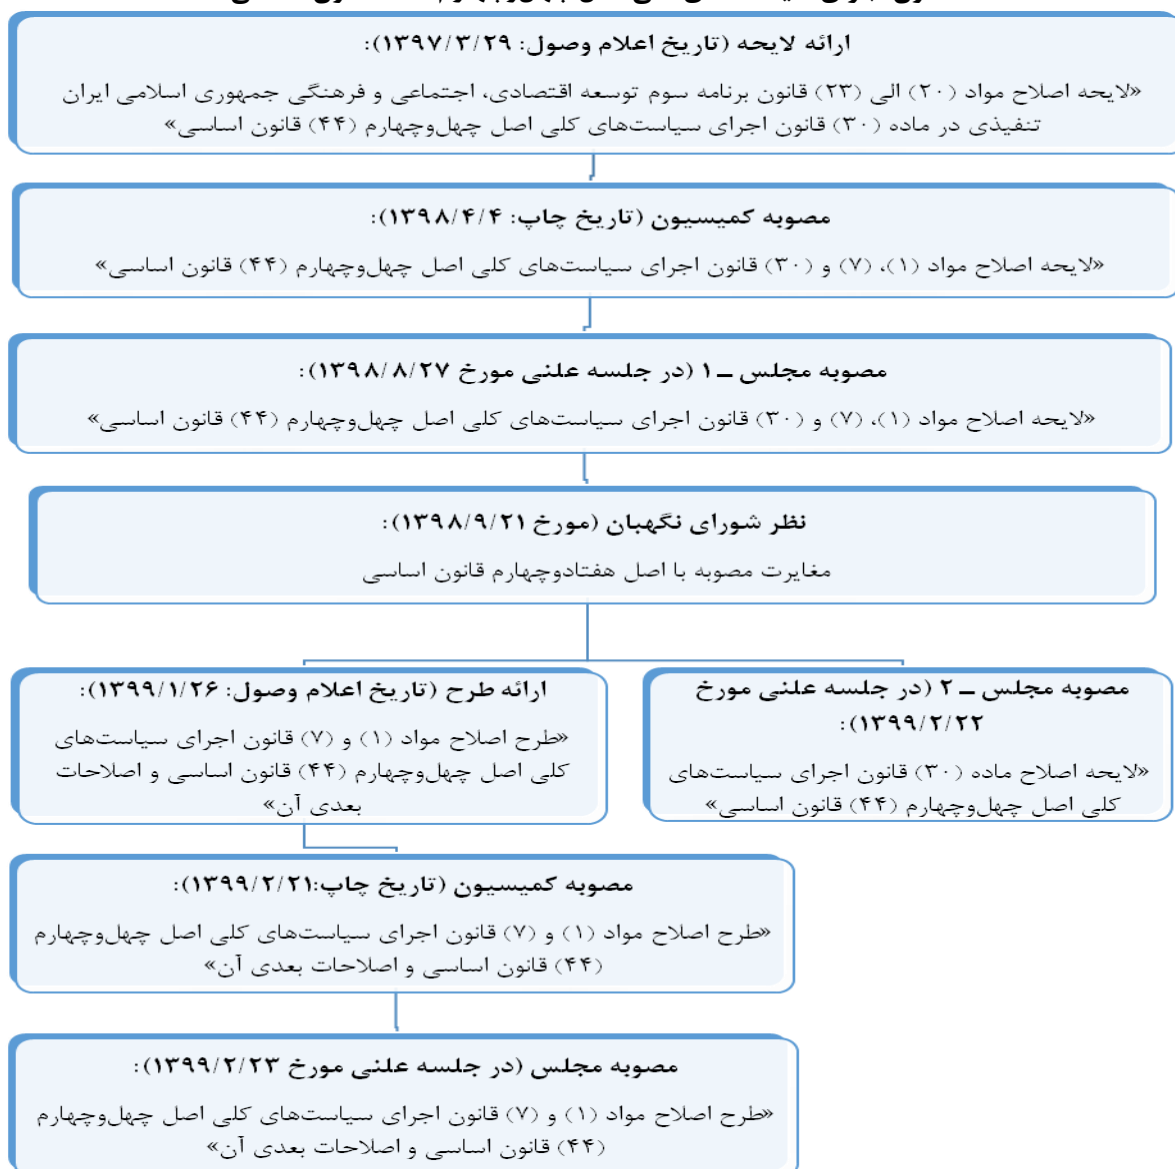 ارائه لایحه (تاریخ اعلام وصول: ۱۳۹۷/۳/۲۹):
«لایحه اصلاح مواد (۲۰) الی (۲۳) قانون برنامه سوم توسعه اقتصادی، اجتماعی و فرهنگی جمهوری اسلامی ایران
تنفیذی در ماده (۳۰) قانون اجرای سیاست‌های کلی اصل چهل‌وچهارم (۴۴) قانون اساسی»
مصوبه کمیسیون (تاریخ چاپ: ۱۳۹۸/۴/۴):
«لایحه اصلاح مواد (۱)، (۷) و (۳۰) قانون اجرای سیاست‌های کلی اصل چهل‌وچهارم (۴۴) قانون اساسی»
مصوبه مجلس ــ ۱ (در جلسه علنی مورخ ۱۳۹۸/۸/۲۷):
«لایحه اصلاح مواد (۱)، (۷) و (۳۰) قانون اجرای سیاست‌های کلی اصل چهل‌وچهارم (۴۴) قانون اساسی»
نظر شورای نگهبان (مورخ ۱۳۹۸/۹/۲۱):
مغایرت مصوبه با اصل هفتادوچهارم قانون اساسی
مصوبه مجلس ــ ۲ (در جلسه علنی مورخ
۱۳۹۹/۲/۲۲):
«لایحه اصلاح ماده (۳۰) قانون اجرای سیاست‌های
کلی اصل چهل‌وچهارم (۴۴) قانون اساسی»
ارائه طرح (تاریخ اعلام وصول: ۱۳۹۹/۱/۲۶):
«طرح اصلاح مواد (۱) و (۷) قانون اجرای سیاست‌های
کلی اصل چهل‌وچهارم (۴۴) قانون اساسی و اصلاحات
بعدی آن»
مصوبه کمیسیون (تاریخ چاپ:۱۳۹۹/۲/۲۱):
«طرح اصلاح مواد (۱) و (۷) قانون اجرای سیاست‌های کلی اصل چهل‌وچهارم
(۴۴) قانون اساسی و اصلاحات بعدی آن»
مصوبه مجلس (در جلسه علنی مورخ ۱۳۹۹/۲/۲۳):
«طرح اصلاح مواد (۱) و (۷) قانون اجرای سیاست‌های کلی اصل چهل‌وچهارم
(۴۴) قانون اساسی و اصلاحات بعدی آن»